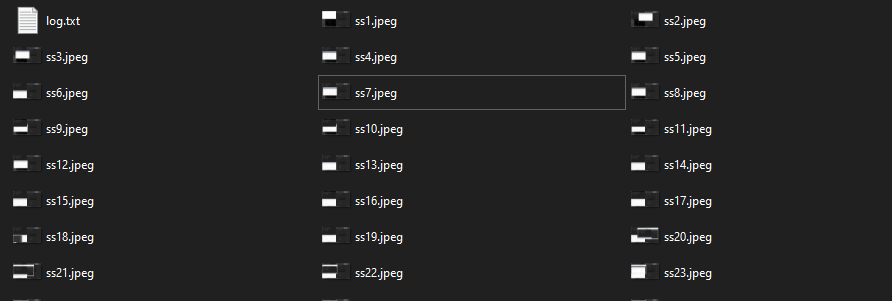 log.txt ss1.jpeg ss2.jpeg
ss3.jpeg ss4.jpeg ss5.jpeg
ss6.jpeg ss7.jpeg ss8.jpeg
ss9.jpeg ss10.jpeg ss11.jpeg
ss12.jpeg ss13.jpeg ss14.jpeg
ss15.jpeg ss16.jpeg ss17.jpeg
ss18.jpeg ss19.jpeg ss20.jpeg
ss21.jpeg ss22.jpeg ss23.jpeg